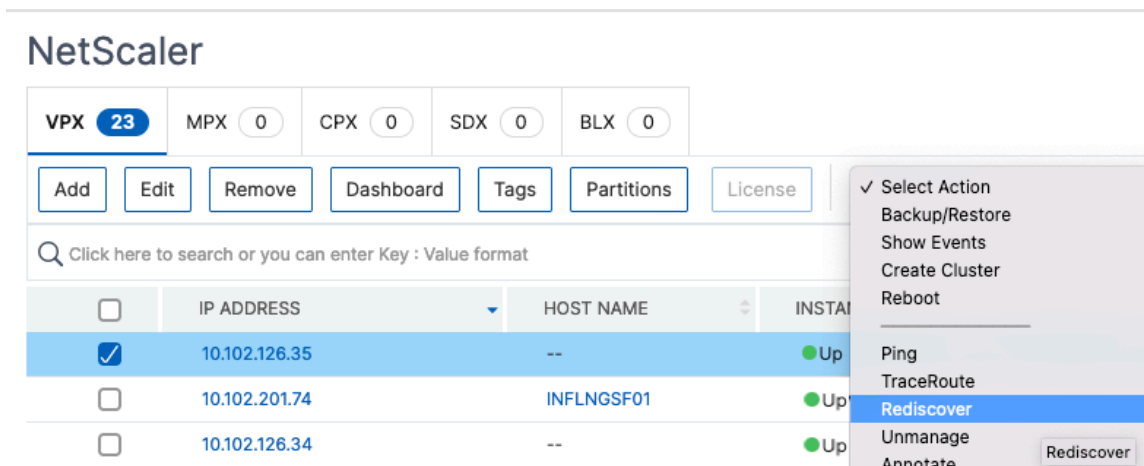 NetScaler
VPX 23 MPX 0 CPX 0 SDX 0 BLX 0
Add Edit Remove Dashboard Tags Partitions License
✓ Select Action
Backup/Restore
Show Events
Create Cluster
Reboot
Click here to search or you can enter Key : Value format
IP ADDRESS HOST NAME INSTA
10.102.126.35 -- Up
Ping
TraceRoute
10.102.201.74 INFLNGSF01 Up
Rediscover
10.102.126.34 -- Up
Unmanage
Rediscover
Annotate